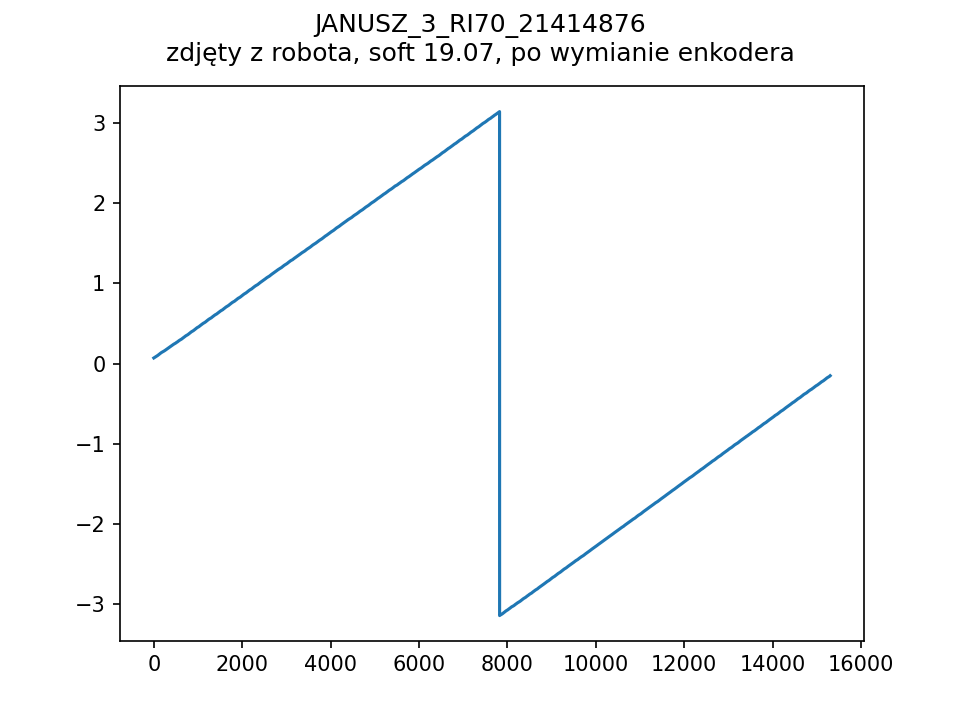 JANUSZ_3_RI70_21414876
zdjęty z robota, soft 19.07, po wymianie enkodera
3
2
1
0
−1
−2
−3
0 2000 4000 6000 8000 10000 12000 14000 16000